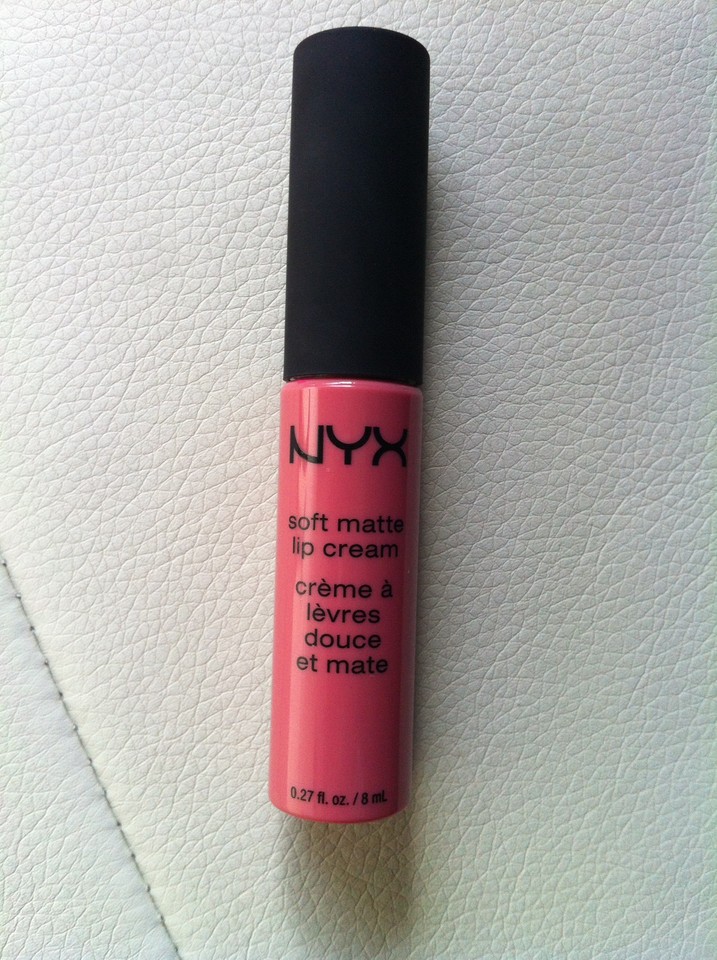 NYX
soft matte
lip cream
crème à
lèvres
douce
et mate
0.27 fl. oz. / 8 mL